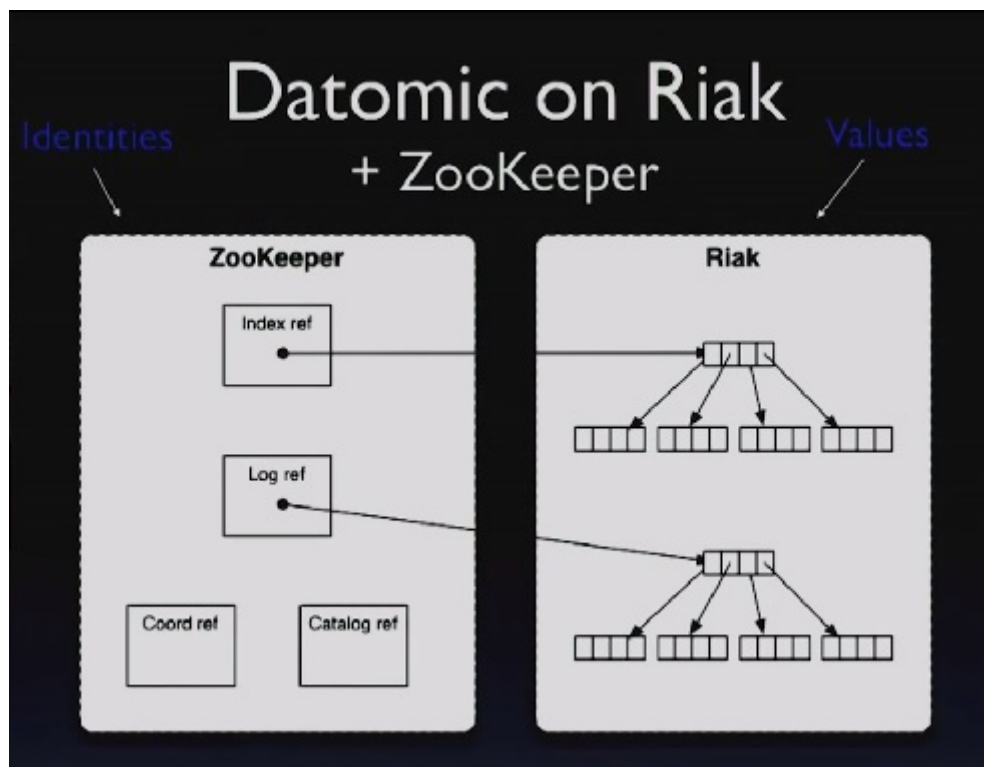 Datomic on Riak
+ ZooKeeper
Identities
Values
ZooKeeper
Index ref
Log ref
Coord ref
Catalog ref
Riak